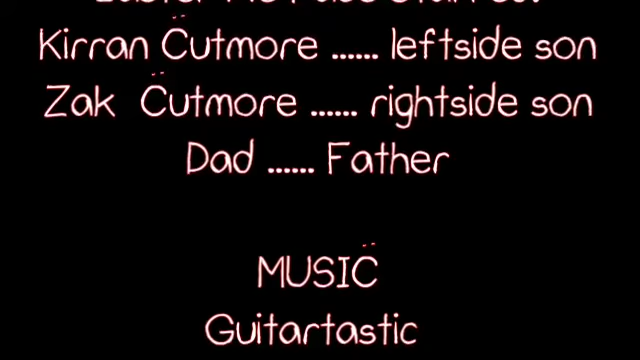 Kirran Cutmore ...... leftside son
Zak Cutmore ...... rightside son
Dad ...... Father
MUSIC
Guitartastic